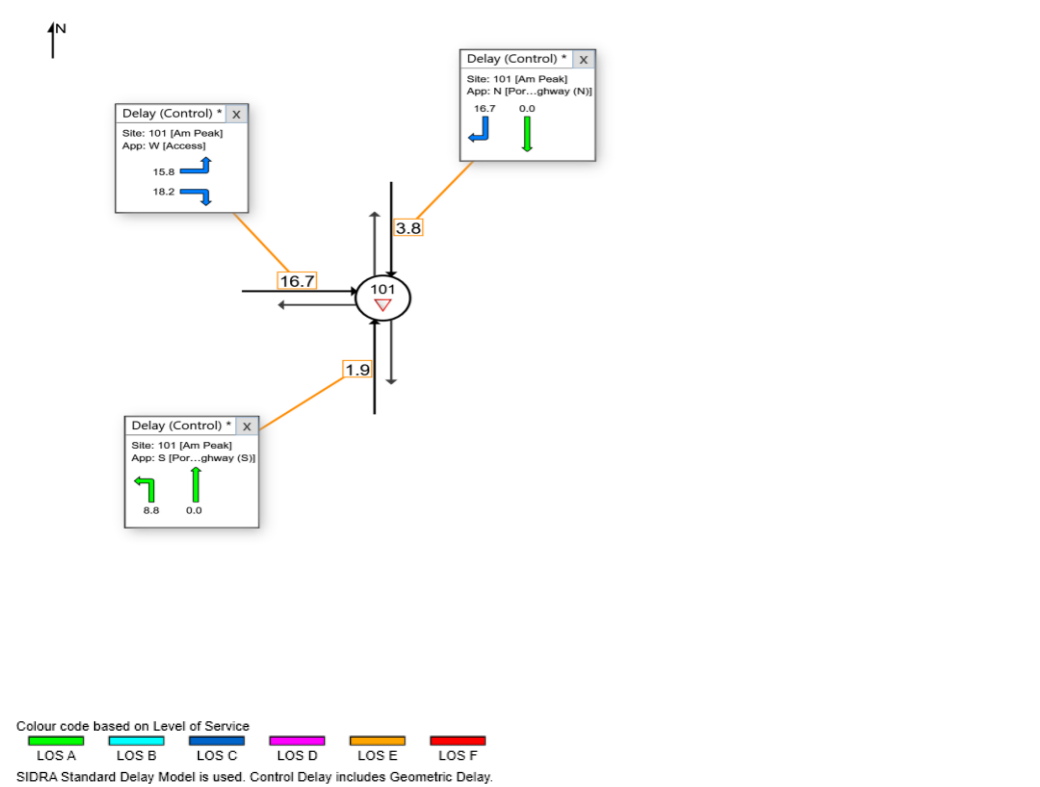 N
Delay (Control) * x
Site: 101 [Am Peak]
App: N [Por...ghway (N)]
16.7 0.0
Delay (Control) * x
Site: 101 [Am Peak]
App: W [Access]
15.8
18.2
3.8
16.7
101
1.9
Delay (Control) * x
Site: 101 [Am Peak]
App: S [Por...ghway (S)]
8.8 0.0
Colour code based on Level of Service
LOS A LOS B LOS C LOS D LOS E LOS F
SIDRA Standard Delay Model is used. Control Delay includes Geometric Delay.